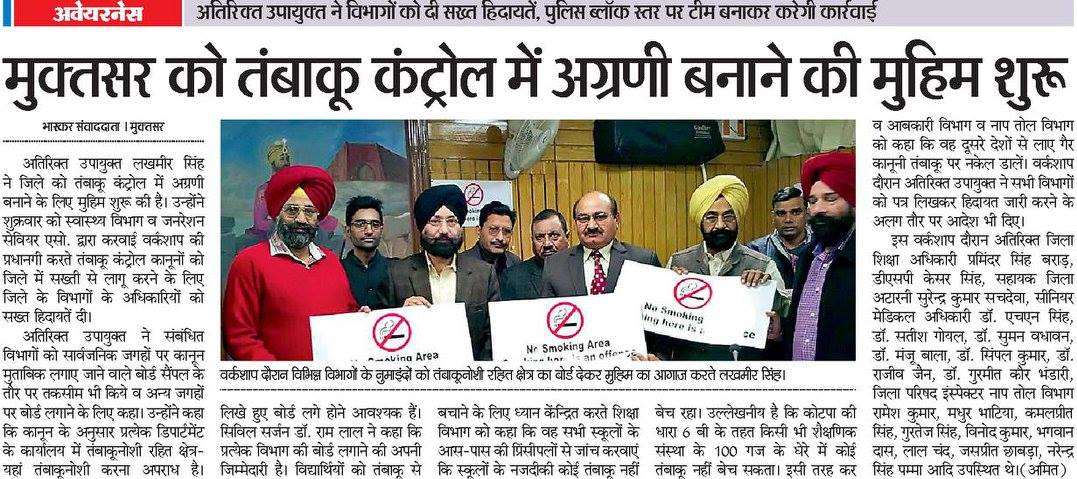 अवेयरनेस
अतिरिक्त उपायुक्त ने विभागों को दी सख्त हिदायतें, पुलिस ब्लॉक स्तर पर टीम बनाकर करेगी कार्रवाई
मुक्तसर को तंबाकू कंट्रोल में अग्रणी बनाने की मुहिम शुरू
भास्कर संवाददाता । मुक्तसर
अतिरिक्त उपायुक्त लखमीर सिंह
ने जिले को तंबाकू कंट्रोल में अग्रणी
बनाने के लिए मुहिम शुरू की है। उन्होंने
शुक्रवार को स्वास्थ्य विभाग व जनरेशन
सेवियर एसो. द्वारा करवाई वर्कशाप की
प्रधानगी करते तंबाकू कंट्रोल कानूनों को
जिले में सख्ती से लागू करने के लिए
जिले के विभागों के अधिकारियों को
सख्त हिदायतें दी।
अतिरिक्त उपायुक्त ने संबंधित
विभागों को सार्वजनिक जगहों पर कानून
मुताबिक लगाए जाने वाले बोर्ड सैंपल के
तौर पर तकसीम भी किये व अन्य जगहों
पर बोर्ड लगाने के लिए कहा। उन्होंने कहा
कि कानून के अनुसार प्रत्येक डिपार्टमेंट
के कार्यालय में तंबाकूनोशी रहित क्षेत्र-
यहां तंबाकूनोशी करना अपराध है।
No Smoking Area
No Smoking Area
Smoking here is an offence
No Smoking
king here is a
वर्कशाप दौरान विभिन्न विभागों के नुमाइंदों को तंबाकूनोशी रहित क्षेत्र का बोर्ड देकर मुहिम का आगाज करते लखमीर सिंह।
लिखे हुए बोर्ड लगे होने आवश्यक हैं।
सिविल सर्जन डॉ. राम लाल ने कहा कि
प्रत्येक विभाग की बोर्ड लगाने की अपनी
जिम्मेदारी है। विद्यार्थियों को तंबाकू से
बचाने के लिए ध्यान केंन्द्रित करते शिक्षा
विभाग को कहा कि वह सभी स्कूलों के
आस-पास की प्रिंसीपलों से जांच करवाएं
कि स्कूलों के नजदीकी कोई तंबाकू नहीं
बेच रहा। उल्लेखनीय है कि कोटपा की
धारा 6 बी के तहत किसी भी शैक्षणिक
संस्था के 100 गज के घेरे में कोई
तंबाकू नहीं बेच सकता। इसी तरह कर
व आबकारी विभाग व नाप तोल विभाग
को कहा कि वह दूसरे देशों से लाए गैर
कानूनी तंबाकू पर नकेल डालें। वर्कशाप
दौरान अतिरिक्त उपायुक्त ने सभी विभागों
को पत्र लिखकर हिदायत जारी करने के
अलग तौर पर आदेश भी दिए।
इस वर्कशाप दौरान अतिरिक्त जिला
शिक्षा अधिकारी प्रमिंदर सिंह बराड़,
डीएसपी केसर सिंह, सहायक जिला
अटारनी सुरेन्द्र कुमार सचदेवा, सीनियर
मेडिकल अधिकारी डॉ. एचएन सिंह,
डॉ. सतीश गोयल, डॉ. सुमन वधावन,
डॉ. मंजू बाला, डॉ. सिंपल कुमार, डॉ.
राजीव जैन, डॉ. गुरमीत कौर भंडारी,
जिला परिषद इंस्पेक्टर नाप तोल विभाग
रामेश कुमार, मधुर भाटिया, कमलप्रीत
सिंह, गुरतेज सिंह, विनोद कुमार, भगवान
दास, लाल चंद, जसप्रीत छाबड़ा, नरेन्द्र
सिंह पम्मा आदि उपस्थित थे।(अमित)